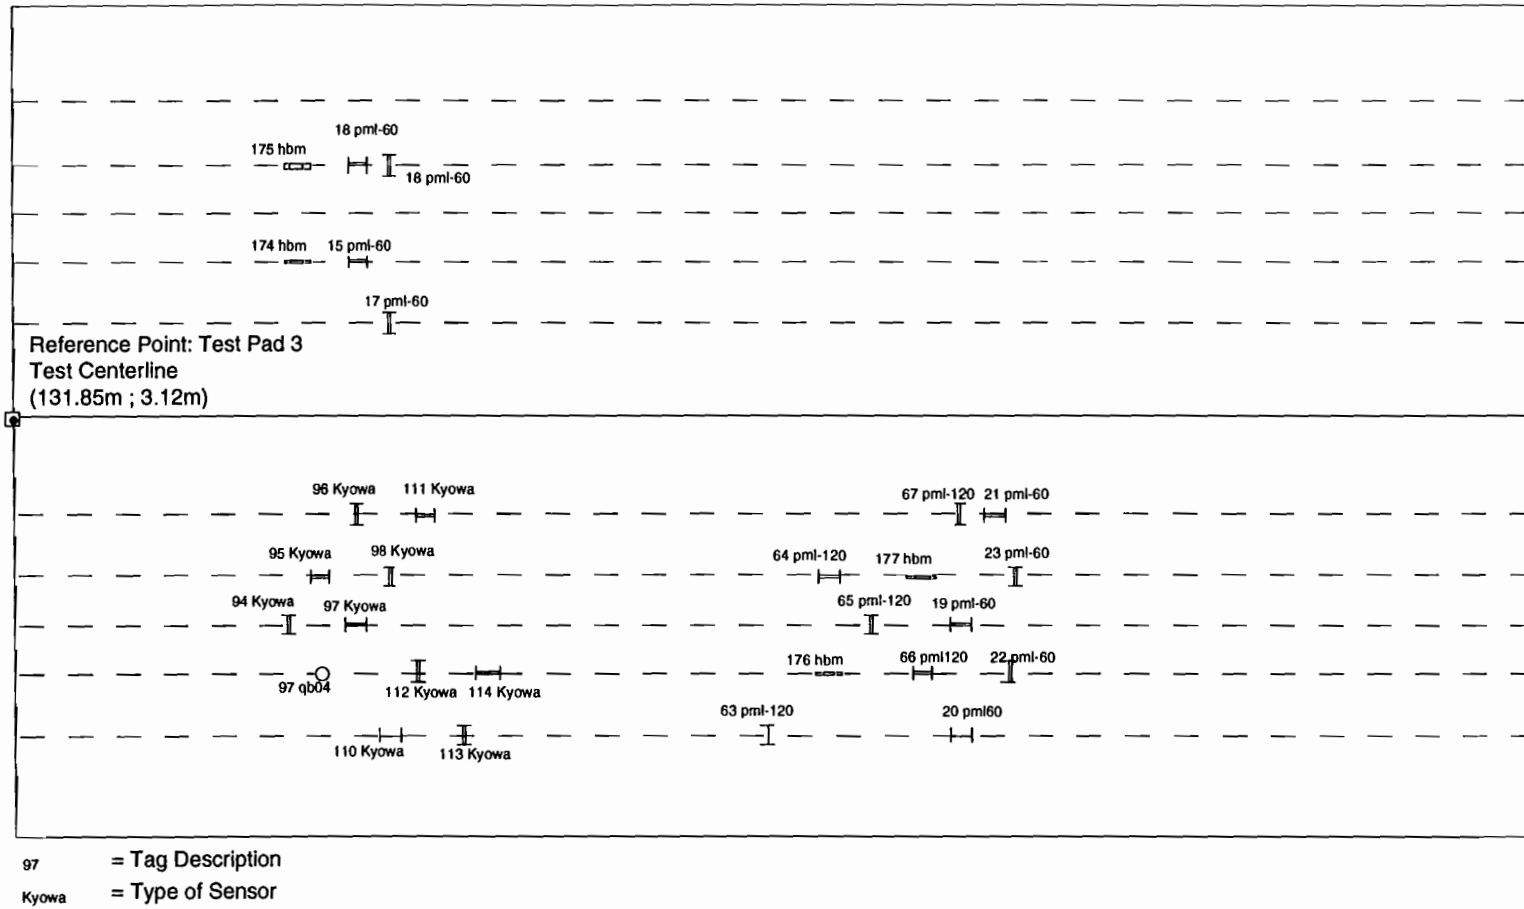 18 pml-60
175 hbm
18 pml-60
174 hbm 15 pml-60
17 pml-60
Reference Point: Test Pad 3
Test Centerline
(131.85m ; 3.12m)
96 Kyowa 111 Kyowa 67 pml-120 21 pml-60
95 Kyowa 98 Kyowa 64 pml-120 177 hbm 23 pml-60
94 Kyowa 97 Kyowa 65 pml-120 19 pml-60
176 hbm 66 pml120 22 pml-60
97 qb04 112 Kyowa 114 Kyowa
63 pml-120 20 pml60
110 Kyowa 113 Kyowa
97 = Tag Description
Kyowa = Type of Sensor